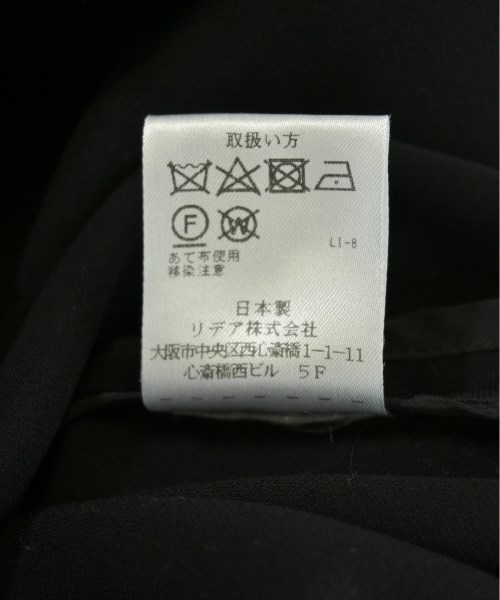 取扱い方
F W
LI-8
あて布使用
移染注意
日本製
リデア株式会社
大阪市中央区西心斎橋1-1-11
心斎橋西ビル 5F